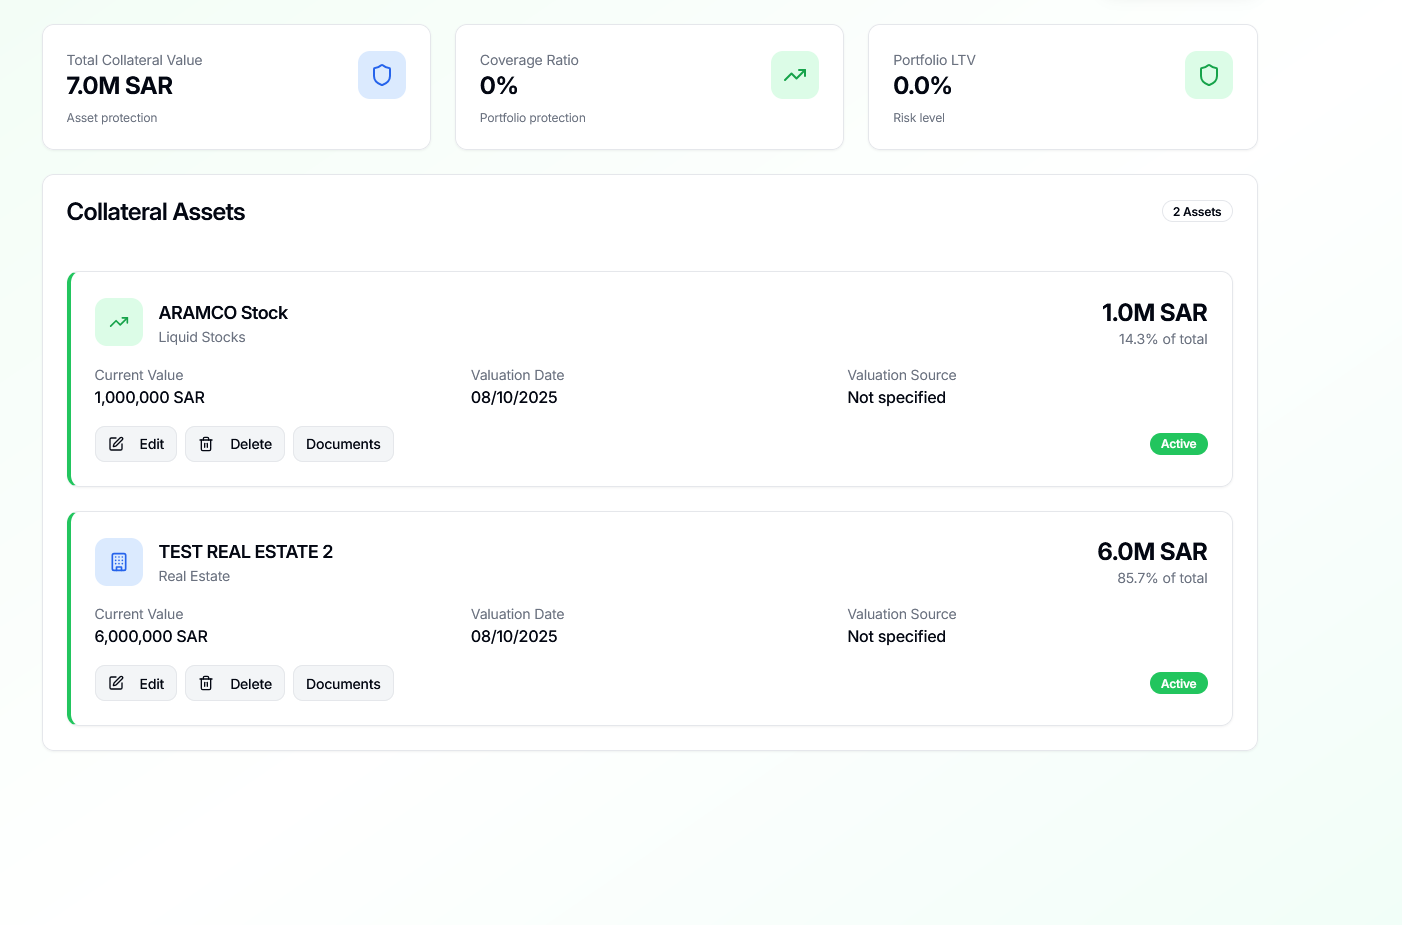 Total Collateral Value
7.0M SAR
Asset protection
Coverage Ratio
0%
Portfolio protection
Portfolio LTV
0.0%
Risk level
Collateral Assets
2 Assets
ARAMCO Stock
Liquid Stocks
1.0M SAR
14.3% of total
Current Value
1,000,000 SAR
Valuation Date
08/10/2025
Valuation Source
Not specified
Edit
Delete
Documents
Active
TEST REAL ESTATE 2
Real Estate
6.0M SAR
85.7% of total
Current Value
6,000,000 SAR
Valuation Date
08/10/2025
Valuation Source
Not specified
Edit
Delete
Documents
Active